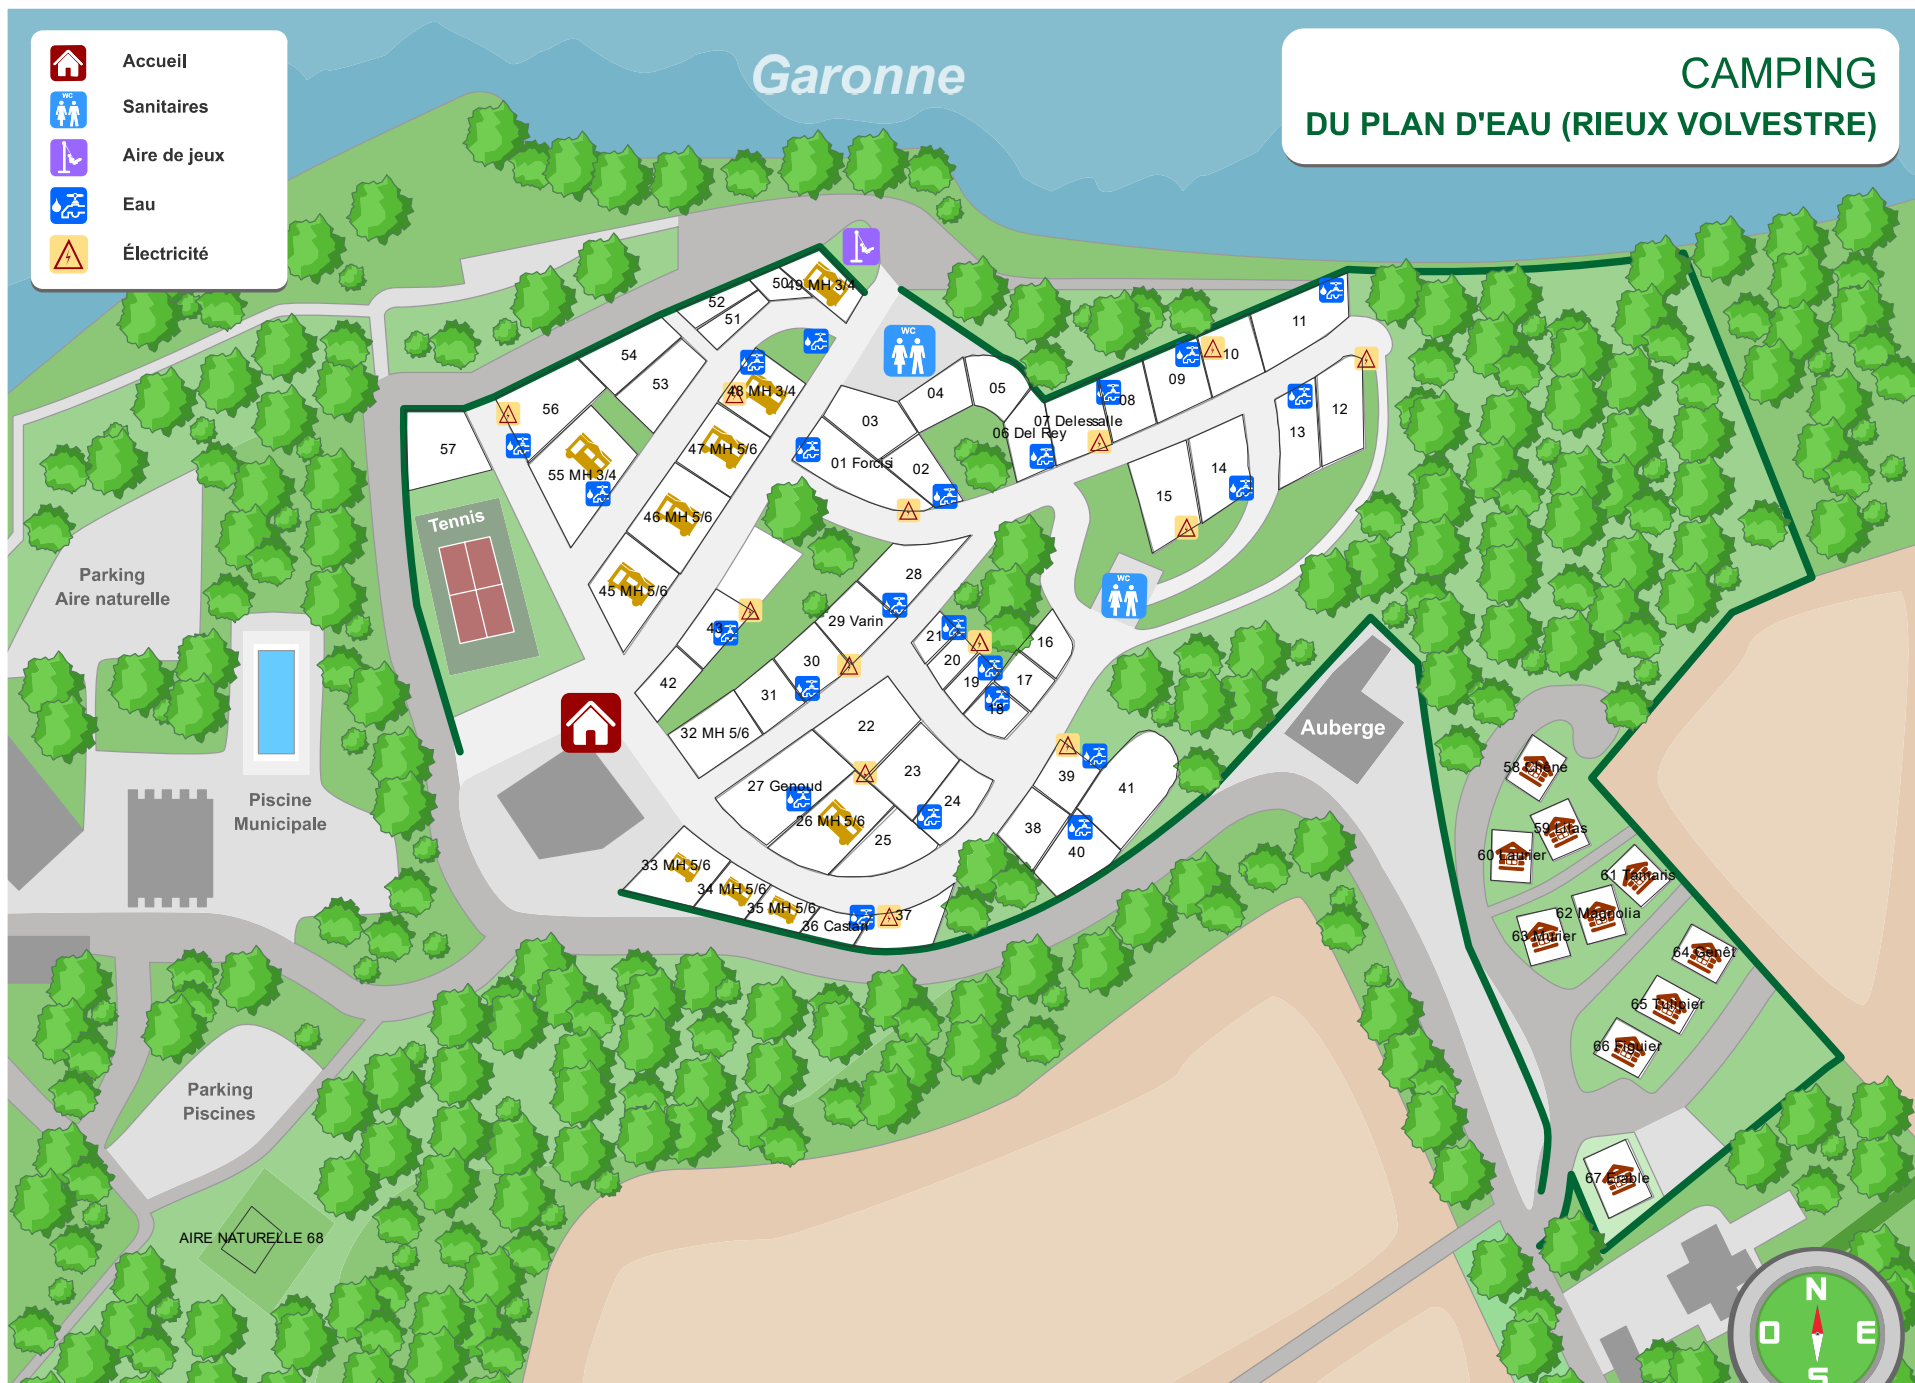 Accueil
WC
Sanitaires
Aire de jeux
Eau
Électricité
Garonne
CAMPING
DU PLAN D'EAU (RIEUX VOLVESTRE)
50
49 MH 3/4
52
51
54
53
48 MH 3/4
56
57
55 MH 3/4
47 MH 5/6
46 MH 5/6
45 MH 5/6
Tennis
WC
03
04
05
01 Forcisi
02
06 Del Rey
07 Delessalle
08
09
10
11
12
13
14
15
WC
Parking
Aire naturelle
43
42
28
29 Varin
30
31
32 MH 5/6
21
20
19
18
17
16
22
23
24
25
26 MH 5/6
27 Genoud
33 MH 5/6
34 MH 5/6
35 MH 5/6
36 Castan
37
38
39
40
41
Auberge
Piscine
Municipale
58 Chêne
59 Lilas
60 Laurier
61 Tamaris
62 Magnolia
63 Murier
64 Genêt
65 Tulipier
66 Figuier
67 Erable
Parking
Piscines
AIRE NATURELLE 68
N
O E
S